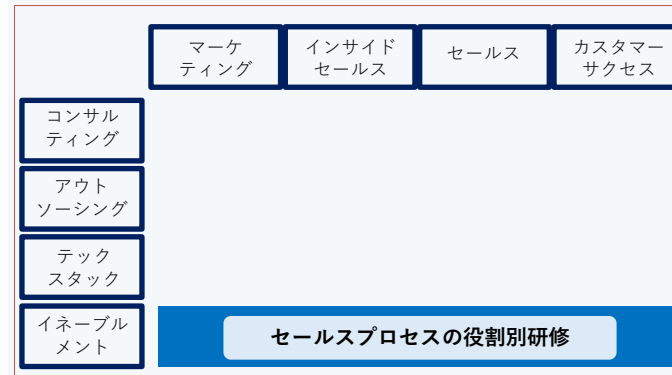 マーケ
ティング
インサイド
セールス
セールス
カスタマー
サクセス
コンサル
ティング
アウト
ソーシング
テック
スタック
イネーブル
メント
セールスプロセスの役割別研修